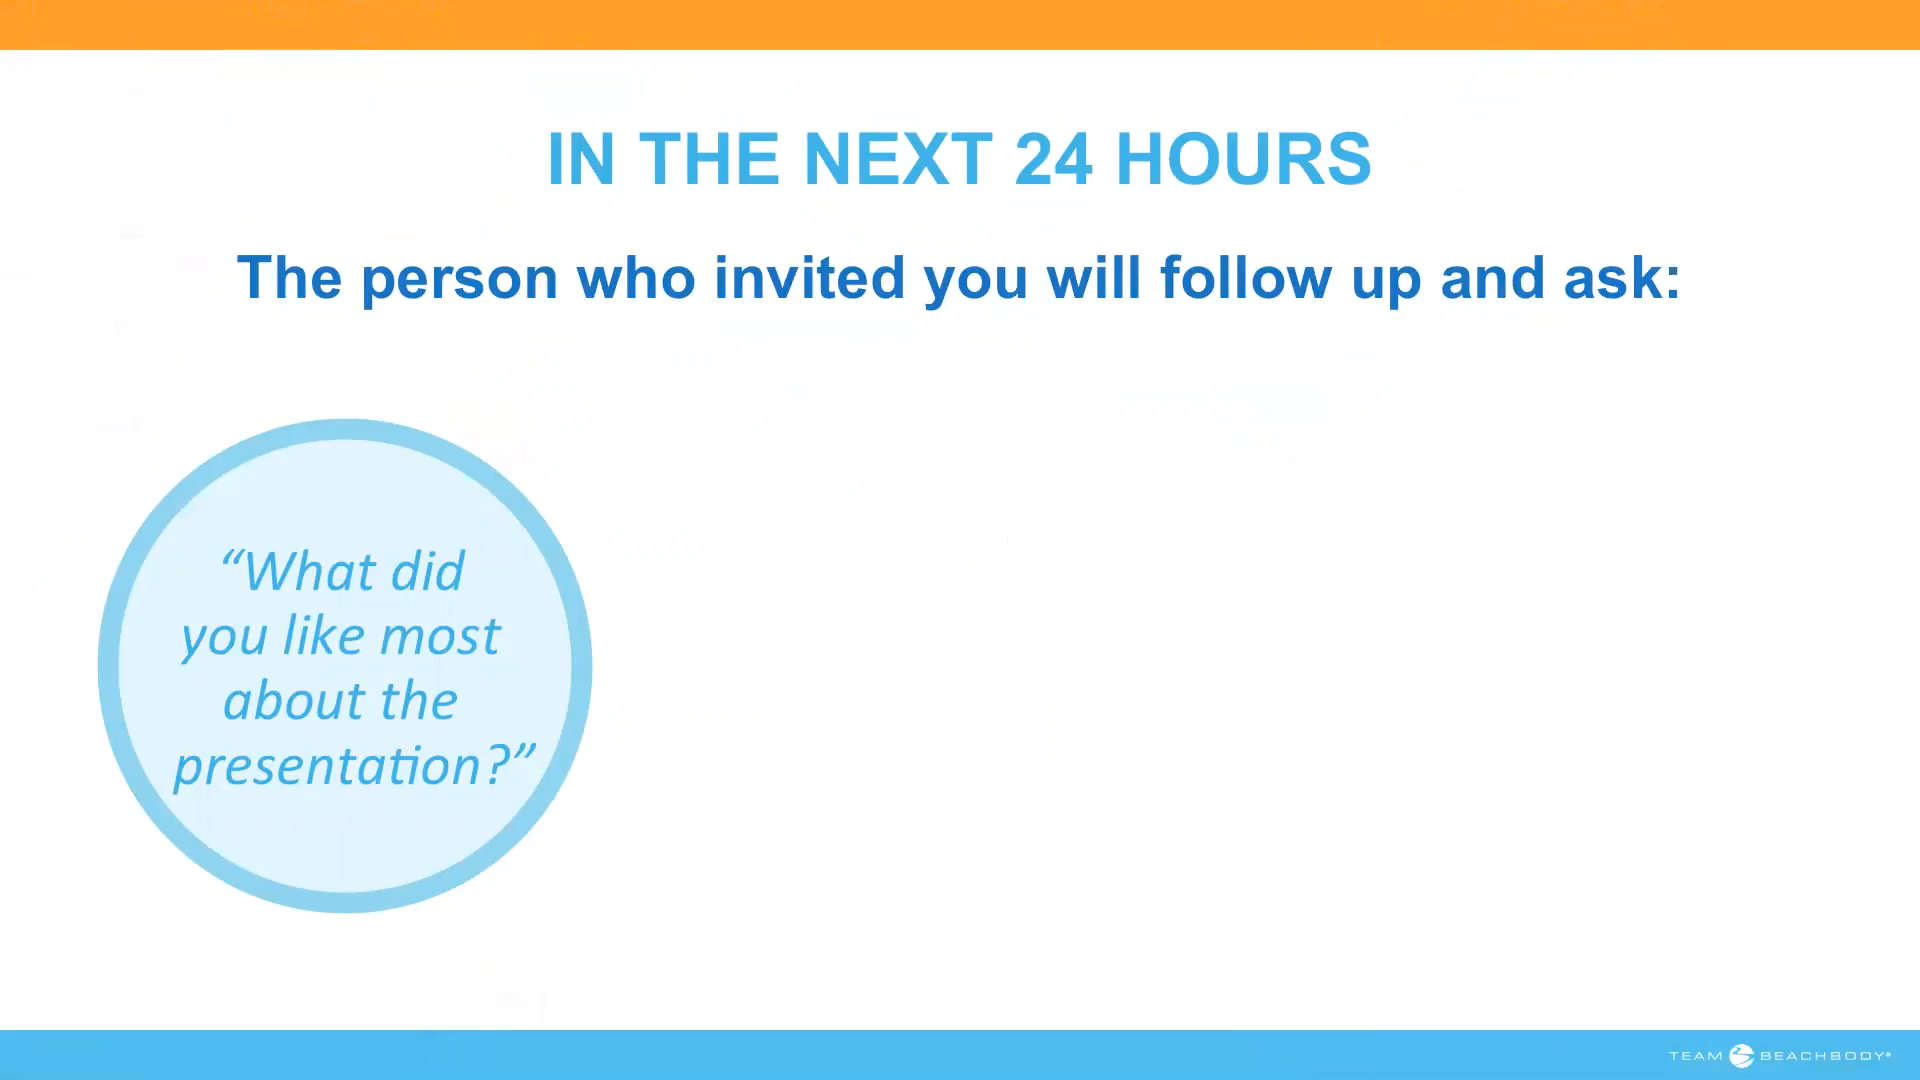 IN THE NEXT 24 HOURS
The person who invited you will follow up and ask:
“What did
you like most
about the
presentation?”
TEAM BEACHBODY®